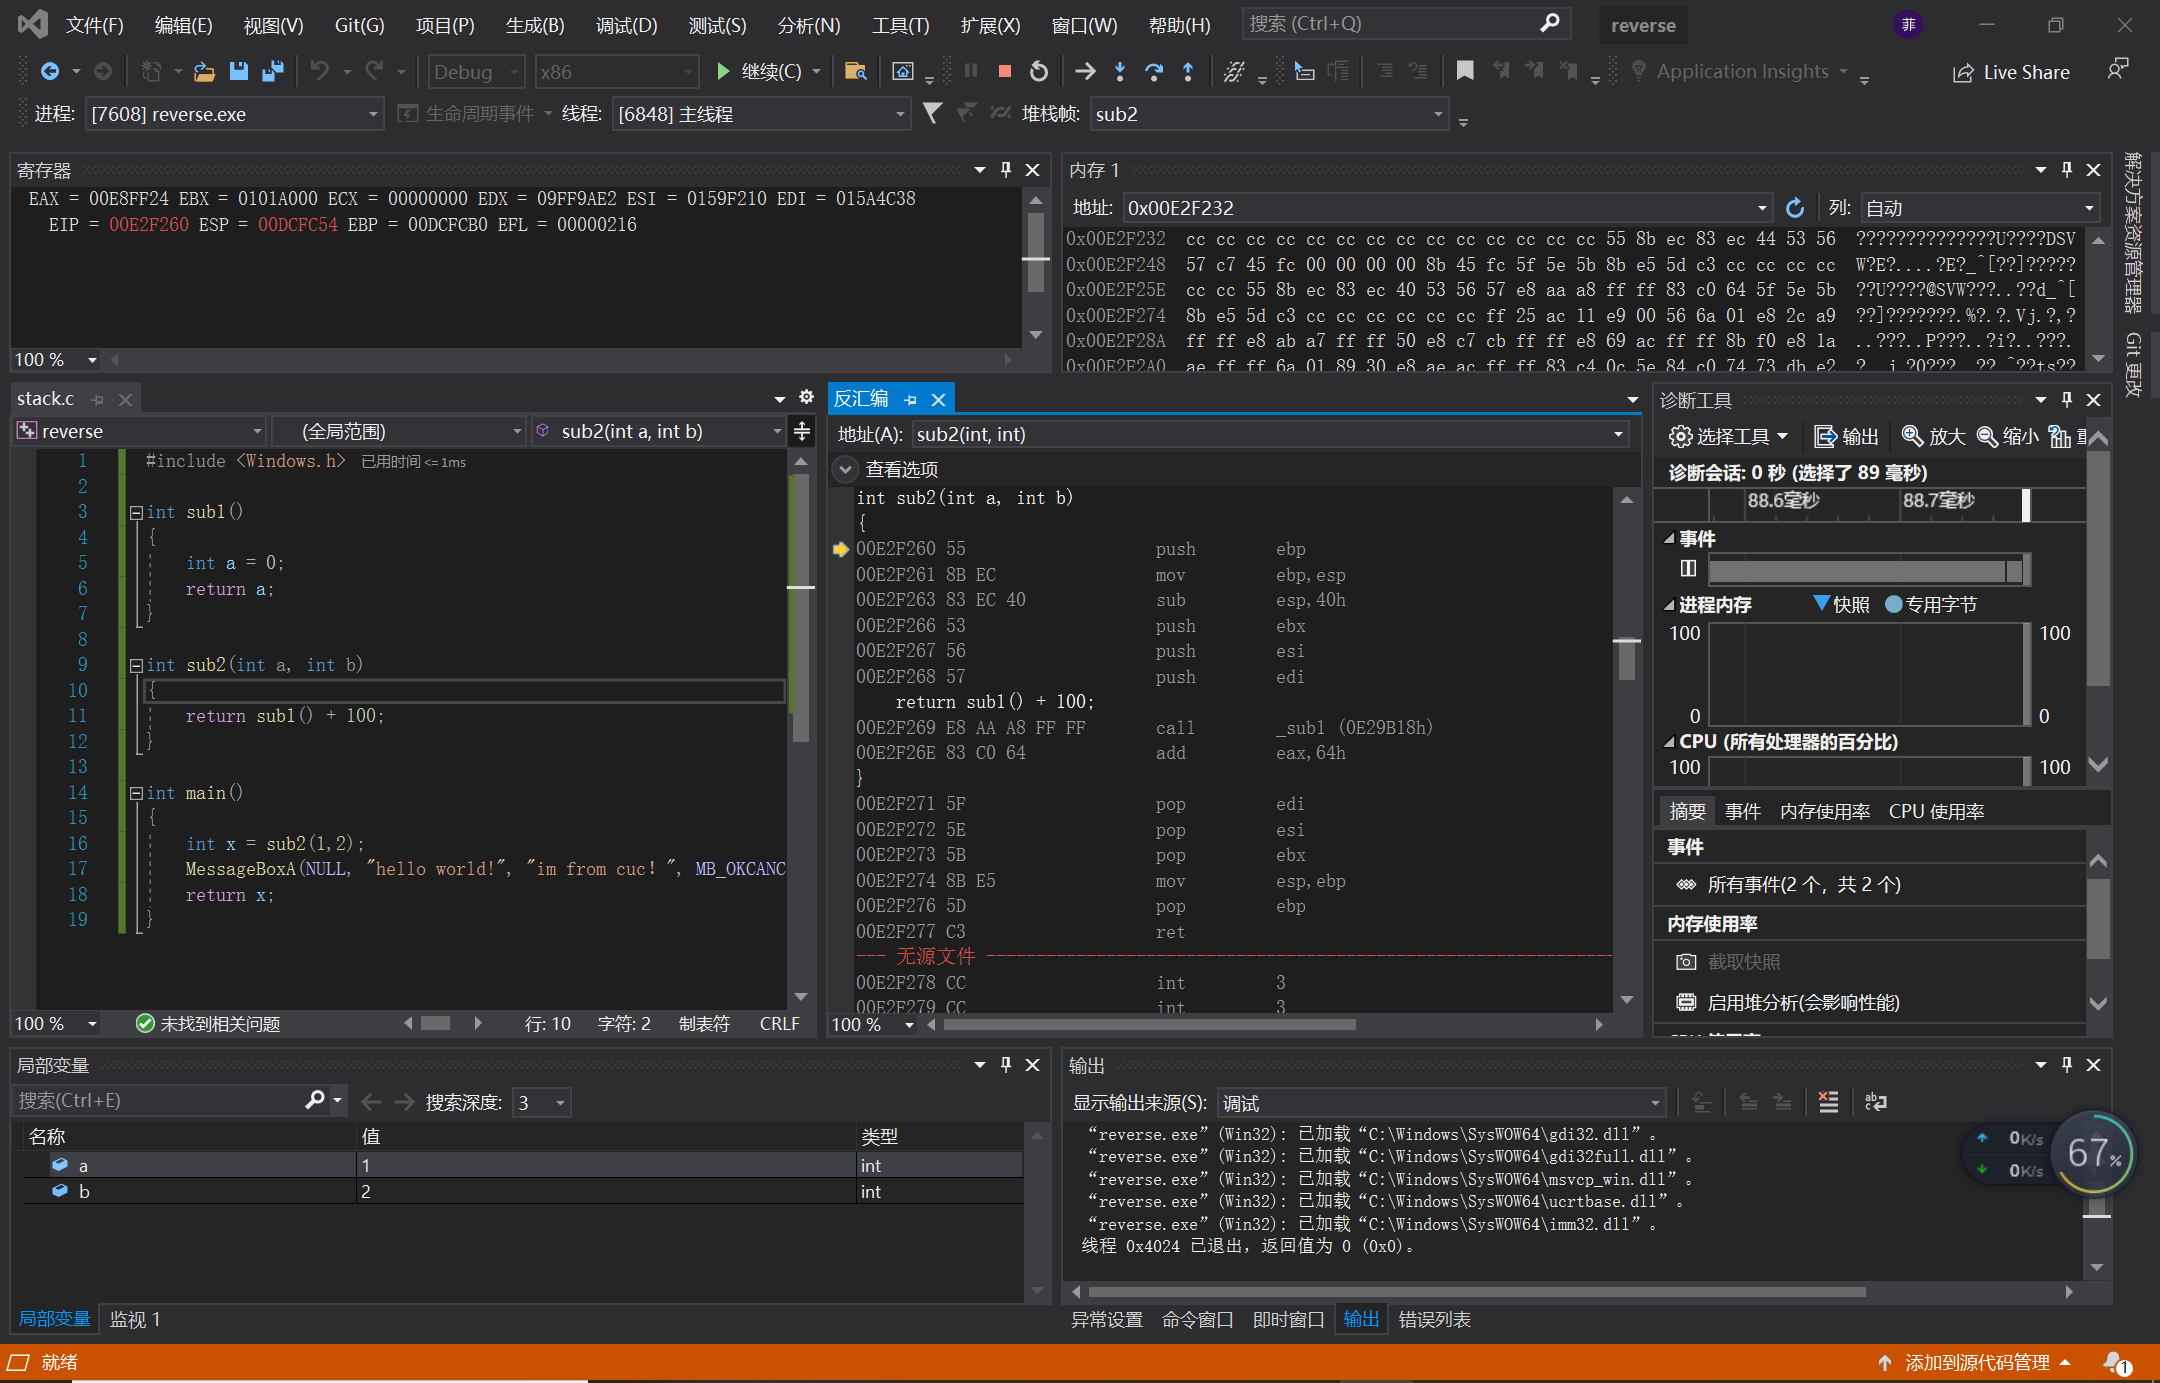 文件(F) 编辑(E) 视图(V) Git(G) 项目(P) 生成(B) 调试(D) 测试(S) 分析(N) 工具(T) 扩展(X) 窗口(W) 帮助(H) 搜索 (Ctrl+Q) reverse 菲
Debug x86 继续(C) Application Insights Live Share
进程: [7608] reverse.exe 生命周期事件 线程: [6848] 主线程 堆栈帧: sub2
寄存器
EAX = 00E8FF24 EBX = 0101A000 ECX = 00000000 EDX = 09FF9AE2 ESI = 0159F210 EDI = 015A4C38
EIP = 00E2F260 ESP = 00DCFC54 EBP = 00DCFCB0 EFL = 00000216
100 %
内存 1
地址: 0x00E2F232 列: 自动
0x00E2F232 cc cc cc cc cc cc cc cc cc cc cc cc cc cc 55 8b ec 83 ec 44 53 56 ??????????????U????DSV
0x00E2F248 57 c7 45 fc 00 00 00 00 8b 45 fc 5f 5e 5b 8b e5 5d c3 cc cc cc cc W?E?....?E?_^[??]?????
0x00E2F25E cc cc 55 8b ec 83 ec 40 53 56 57 e8 aa a8 ff ff 83 c0 64 5f 5e 5b ??U????@SVW???..??d_^[
0x00E2F274 8b e5 5d c3 cc cc cc cc cc cc ff 25 ac 11 e9 00 56 6a 01 e8 2c a9 ??]???????.%?.?.Vj.?,?
0x00E2F28A ff ff e8 ab a7 ff ff 50 e8 c7 cb ff ff e8 69 ac ff ff 8b f0 e8 1a ..???..P???..?i?..???.
0x00E2F2A0 ae ff ff 6a 01 89 30 e8 ae ac ff ff 83 c4 0c 5e 84 c0 74 73 db e2
解决方案资源管理器
Git 更改
stack.c
reverse (全局范围) sub2(int a, int b)
1 #include <Windows.h> 已用时间 <= 1ms
2
3 int sub1()
4 {
5 int a = 0;
6 return a;
7 }
8
9 int sub2(int a, int b)
10 {
11 return sub1() + 100;
12 }
13
14 int main()
15 {
16 int x = sub2(1,2);
17 MessageBoxA(NULL, "hello world!", "im from cuc! ", MB_OKCANC
18 return x;
19 }
100 % 未找到相关问题 行: 10 字符: 2 制表符 CRLF
反汇编
地址(A): sub2(int, int)
查看选项
int sub2(int a, int b)
{
00E2F260 55 push ebp
00E2F261 8B EC mov ebp,esp
00E2F263 83 EC 40 sub esp,40h
00E2F266 53 push ebx
00E2F267 56 push esi
00E2F268 57 push edi
return sub1() + 100;
00E2F269 E8 AA A8 FF FF call _sub1 (0E29B18h)
00E2F26E 83 C0 64 add eax,64h
}
00E2F271 5F pop edi
00E2F272 5E pop esi
00E2F273 5B pop ebx
00E2F274 8B E5 mov esp,ebp
00E2F276 5D pop ebp
00E2F277 C3 ret
--- 无源文件 ---------------------------------------------------------------
00E2F278 CC int 3
00E2F279 CC int 3
100 %
诊断工具
选择工具 输出 放大 缩小
诊断会话: 0 秒 (选择了 89 毫秒)
88.6毫秒 88.7毫秒
事件
进程内存 快照 专用字节
100 100
0 0
CPU (所有处理器的百分比)
100 100
摘要 事件 内存使用率 CPU 使用率
事件
所有事件(2 个，共 2 个)
内存使用率
截取快照
启用堆分析(会影响性能)
局部变量
搜索(Ctrl+E) 搜索深度: 3
名称 值 类型
a 1 int
b 2 int
局部变量 监视 1
输出
显示输出来源(S): 调试
“reverse.exe” (Win32): 已加载 “C:\Windows\SysWOW64\gdi32.dll”。
“reverse.exe” (Win32): 已加载 “C:\Windows\SysWOW64\gdi32full.dll”。
“reverse.exe” (Win32): 已加载 “C:\Windows\SysWOW64\msvcp_win.dll”。
“reverse.exe” (Win32): 已加载 “C:\Windows\SysWOW64\ucrtbase.dll”。
“reverse.exe” (Win32): 已加载 “C:\Windows\SysWOW64\imm32.dll”。
线程 0x4024 已退出，返回值为 0 (0x0)。
0K/s
0K/s
67%
异常设置 命令窗口 即时窗口 输出 错误列表
就绪 添加到源代码管理 1